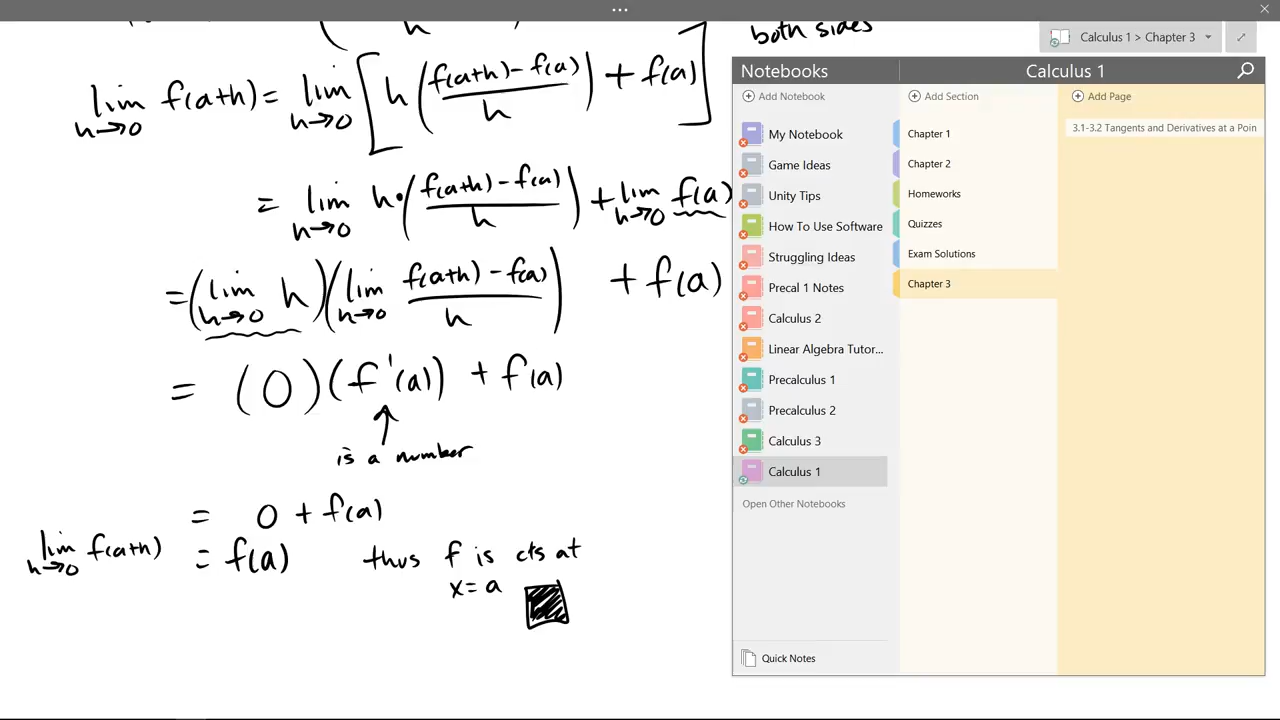 both sides
lim h→0 f(a+h) = lim h→0 [ h ( (f(a+h) - f(a)) / h ) + f(a) ]
= lim h→0 h · ( (f(a+h) - f(a)) / h ) + lim h→0 f(a)
= ( lim h→0 h ) ( lim h→0 (f(a+h) - f(a)) / h ) + f(a)
= (0) (f'(a)) + f(a)
↑
is a number
= 0 + f(a)
lim h→0 f(a+h) = f(a) thus f is cts at
x = a
Calculus 1 > Chapter 3
Notebooks
Calculus 1
Add Notebook
Add Section
Add Page
My Notebook
Game Ideas
Unity Tips
How To Use Software
Struggling Ideas
Precal 1 Notes
Calculus 2
Linear Algebra Tutor...
Precalculus 1
Precalculus 2
Calculus 3
Calculus 1
Open Other Notebooks
Quick Notes
Chapter 1
Chapter 2
Homeworks
Quizzes
Exam Solutions
Chapter 3
3.1-3.2 Tangents and Derivatives at a Poin